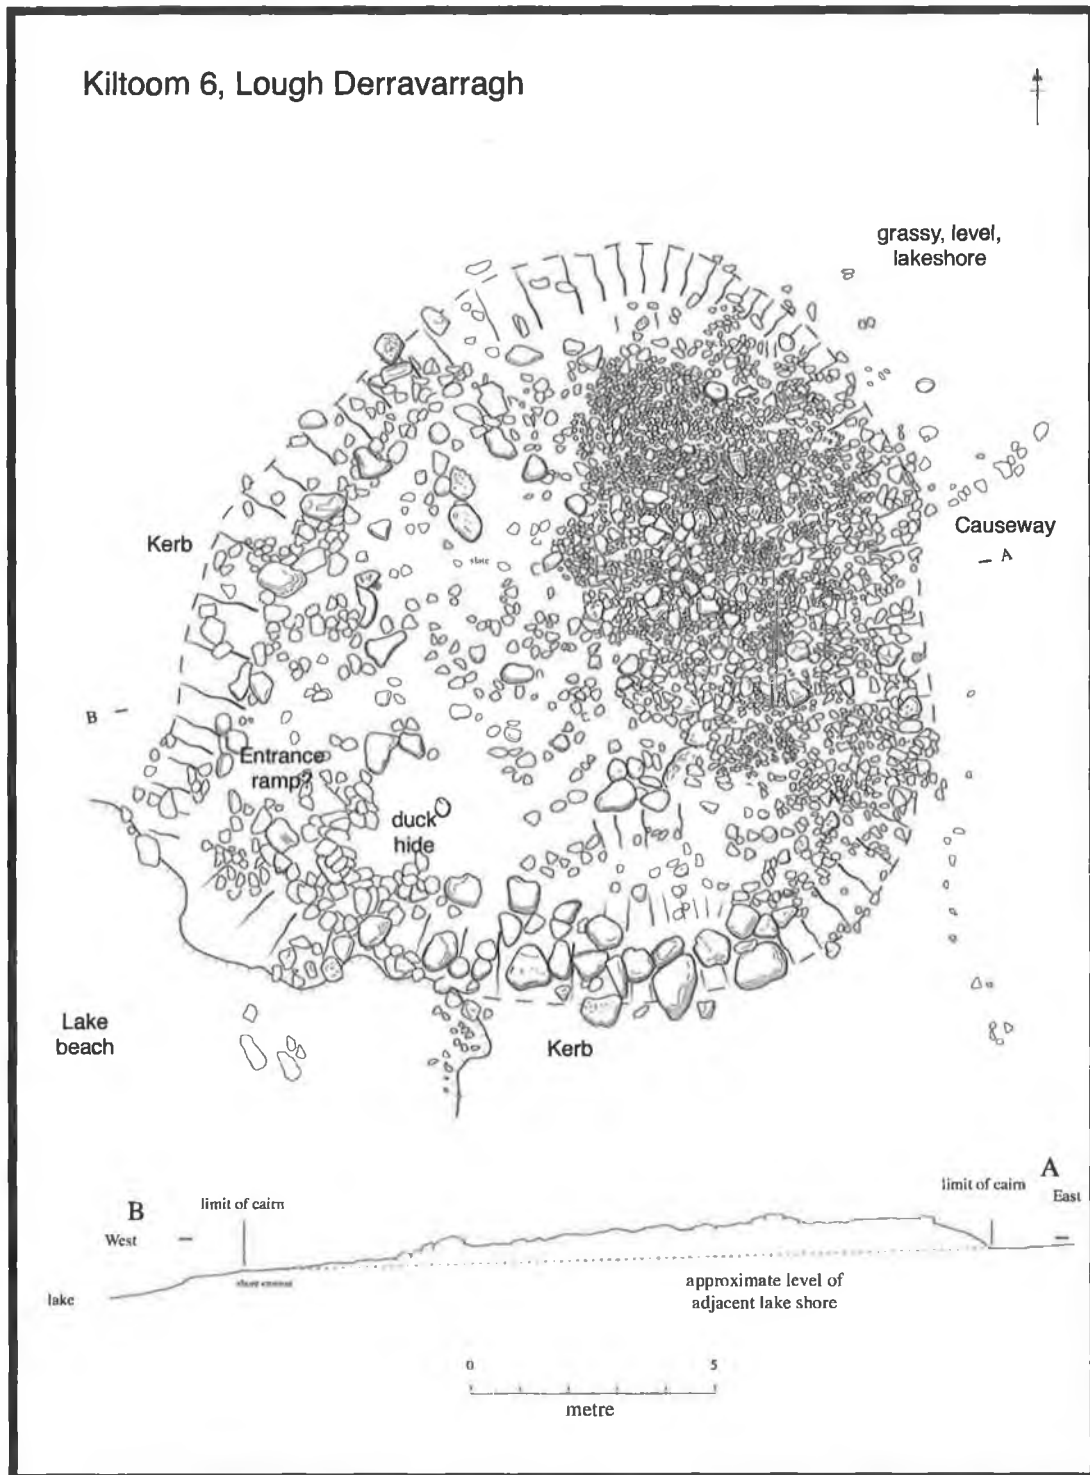 Kiltoom 6, Lough Derravarragh
grassy, level,
lakeshore
Kerb
Causeway
A
B
Entrance
ramp?
duck
hide
Lake
beach
Kerb
A
limit of cairn
East
B
limit of cairn
West
lake
approximate level of
adjacent lake shore
0 5
metre